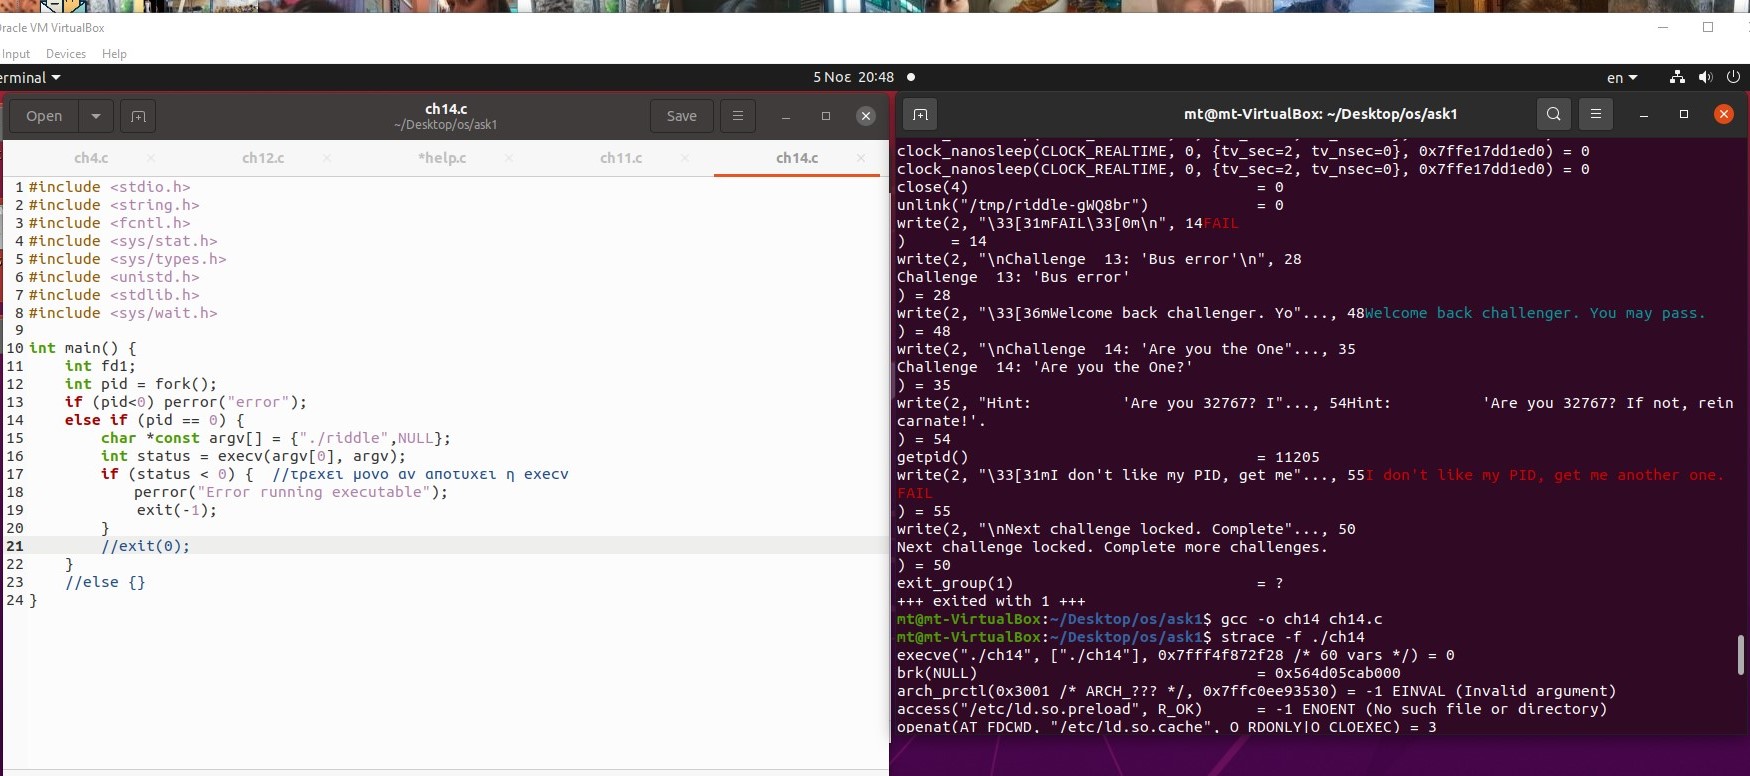 Oracle VM VirtualBox
Input Devices Help
erminal 5 Νοε 20:48 en
Open ch14.c Save
~/Desktop/os/ask1
ch4.c ch12.c *help.c ch11.c ch14.c
1 #include <stdio.h>
2 #include <string.h>
3 #include <fcntl.h>
4 #include <sys/stat.h>
5 #include <sys/types.h>
6 #include <unistd.h>
7 #include <stdlib.h>
8 #include <sys/wait.h>
9
10 int main() {
11     int fd1;
12     int pid = fork();
13     if (pid<0) perror("error");
14     else if (pid == 0) {
15         char *const argv[] = {"./riddle",NULL};
16         int status = execv(argv[0], argv);
17         if (status < 0) {  //τρεχει μονο αν αποτυχει η execv
18             perror("Error running executable");
19             exit(-1);
20         }
21         //exit(0);
22     }
23     //else {}
24 }
mt@mt-VirtualBox: ~/Desktop/os/ask1
clock_nanosleep(CLOCK_REALTIME, 0, {tv_sec=2, tv_nsec=0}, 0x7ffe17dd1ed0) = 0
clock_nanosleep(CLOCK_REALTIME, 0, {tv_sec=2, tv_nsec=0}, 0x7ffe17dd1ed0) = 0
close(4)                                = 0
unlink("/tmp/riddle-gWQ8br")            = 0
write(2, "\33[31mFAIL\33[0m\n", 14FAIL
)     = 14
write(2, "\nChallenge  13: 'Bus error'\n", 28
Challenge  13: 'Bus error'
) = 28
write(2, "\33[36mWelcome back challenger. Yo"..., 48Welcome back challenger. You may pass.
) = 48
write(2, "\nChallenge  14: 'Are you the One"..., 35
Challenge  14: 'Are you the One?'
) = 35
write(2, "Hint:          'Are you 32767? I"..., 54Hint:          'Are you 32767? If not, rein
carnate!'.
) = 54
getpid()                                = 11205
write(2, "\33[31mI don't like my PID, get me"..., 55I don't like my PID, get me another one.
FAIL
) = 55
write(2, "\nNext challenge locked. Complete"..., 50
Next challenge locked. Complete more challenges.
) = 50
exit_group(1)                           = ?
+++ exited with 1 +++
mt@mt-VirtualBox:~/Desktop/os/ask1$ gcc -o ch14 ch14.c
mt@mt-VirtualBox:~/Desktop/os/ask1$ strace -f ./ch14
execve("./ch14", ["./ch14"], 0x7fff4f872f28 /* 60 vars */) = 0
brk(NULL)                               = 0x564d05cab000
arch_prctl(0x3001 /* ARCH_??? */, 0x7ffc0ee93530) = -1 EINVAL (Invalid argument)
access("/etc/ld.so.preload", R_OK)      = -1 ENOENT (No such file or directory)
openat(AT_FDCWD, "/etc/ld.so.cache", O_RDONLY|O_CLOEXEC) = 3